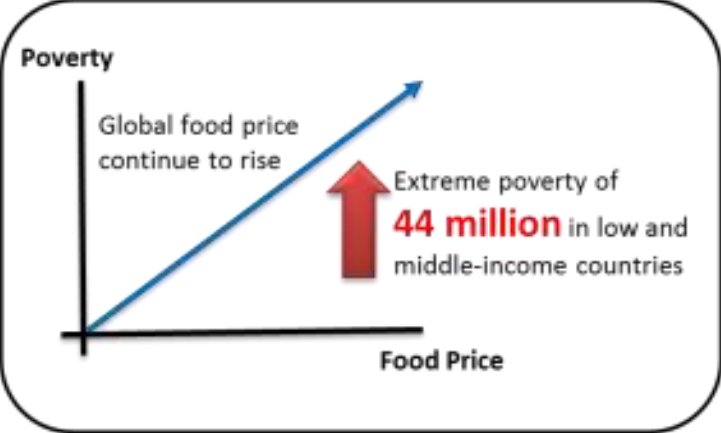 Poverty
Global food price
continue to rise
Extreme poverty of
44 million in low and
middle-income countries
Food Price